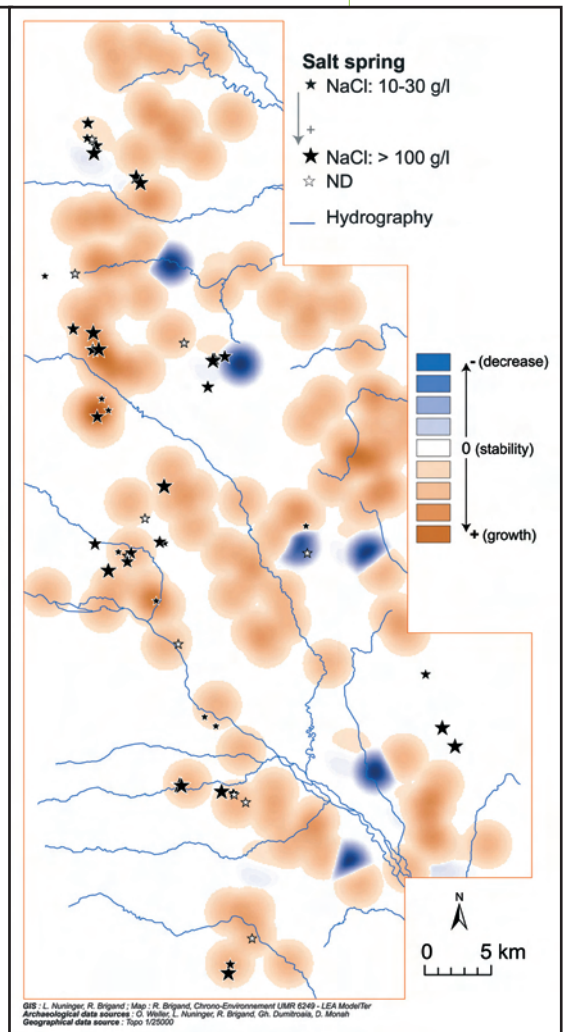 Salt spring
NaCl: 10-30 g/l
+
NaCl: > 100 g/l
ND
Hydrography
- (decrease)
0 (stability)
+ (growth)
N
0 5 km
GIS : L. Nuninger, R. Brigand ; Map : R. Brigand, Chrono-Environnement UMR 6249 - LEA ModelTer
Archaeological data sources : O. Weller, L. Nuninger, R. Brigand, Gh. Dumitroaia, D. Monah
Geographical data source : Topo 1/25000